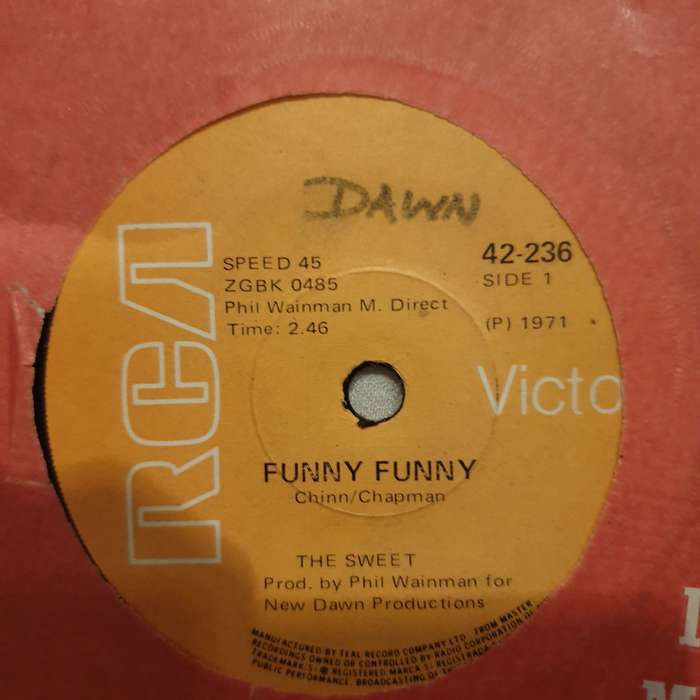 DAWN
RCA
SPEED 45
ZGBK 0485
Phil Wainman M. Direct
Time: 2.46
42-236
SIDE 1
(P) 1971
Victo
FUNNY FUNNY
Chinn/Chapman
THE SWEET
Prod. by Phil Wainman for
New Dawn Productions
MANUFACTURED BY TEAL RECORD COMPANY LTD. FROM MASTER
RECORDINGS OWNED OR CONTROLLED BY RADIO CORPORATION OF
TRADEMARK S: ® REGISTERED MARCA S: REGISTRADA
PUBLIC PERFORMANCE. BROADCASTING OF